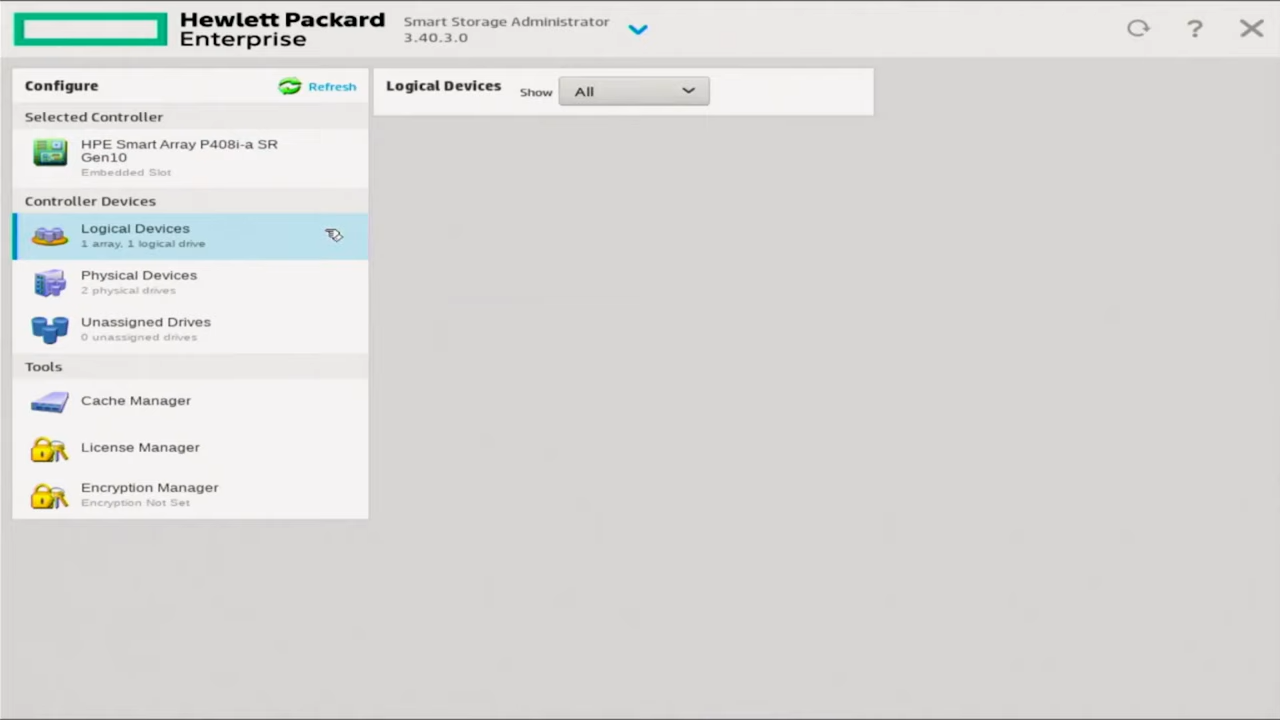 Hewlett Packard
Enterprise
Smart Storage Administrator
3.40.3.0
?
Configure
Refresh
Selected Controller
HPE Smart Array P408i-a SR
Gen10
Embedded Slot
Controller Devices
Logical Devices
1 array, 1 logical drive
Physical Devices
2 physical drives
Unassigned Drives
0 unassigned drives
Tools
Cache Manager
License Manager
Encryption Manager
Encryption Not Set
Logical Devices
Show
All